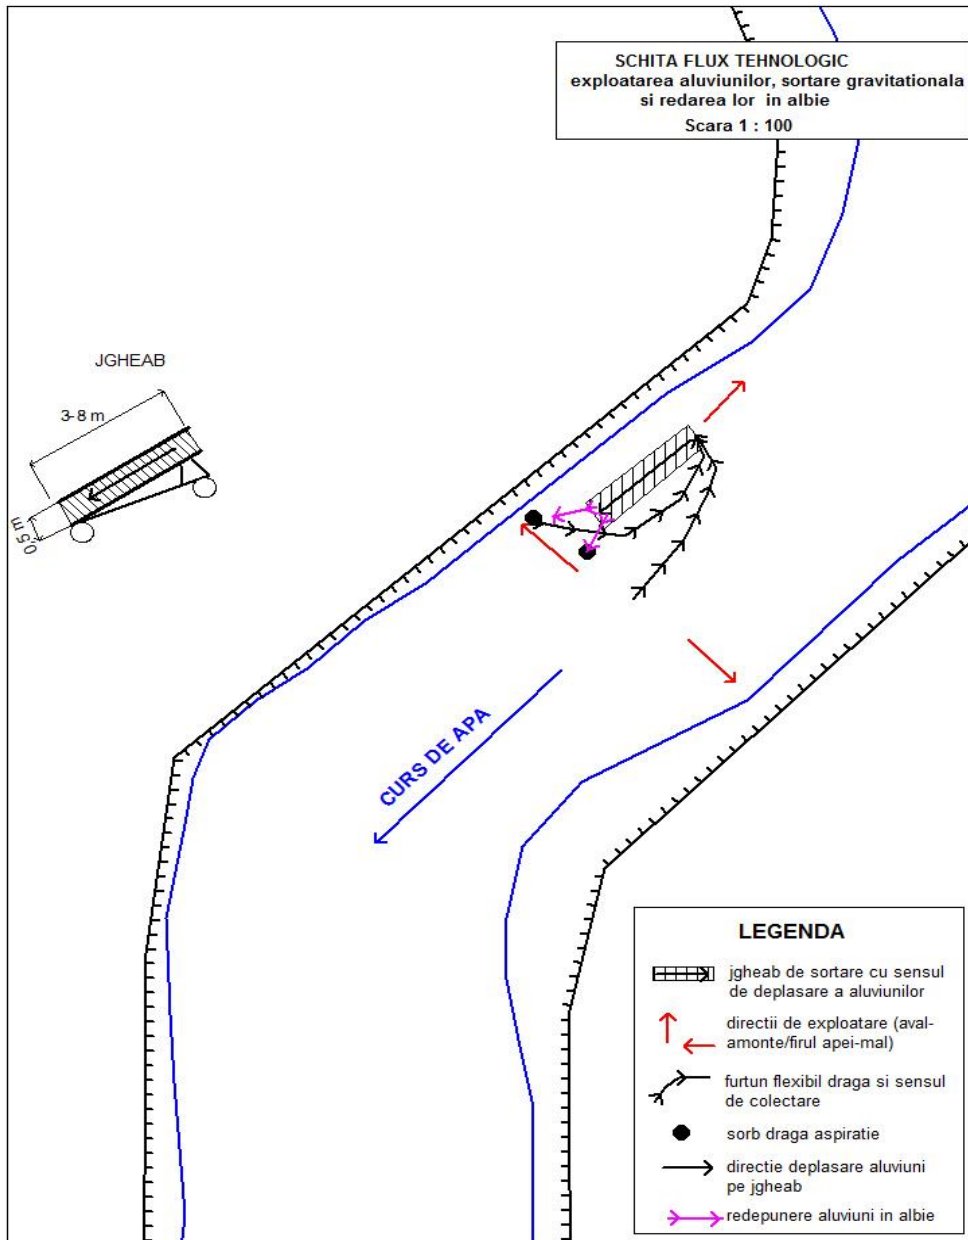 SCHITA FLUX TEHNOLOGIC
exploatarea aluviunilor, sortare gravitationala
si redarea lor in albie
Scara 1 : 100
JGHEAB
3-8 m
0,5 m
CURS DE APA
LEGENDA
jgheab de sortare cu sensul
de deplasare a aluviunilor
directii de exploatare (aval-
amonte/firul apei-mal)
furtun flexibil draga si sensul
de colectare
sorb draga aspiratie
directie deplasare aluviuni
pe jgheab
redepunere aluviuni in albie